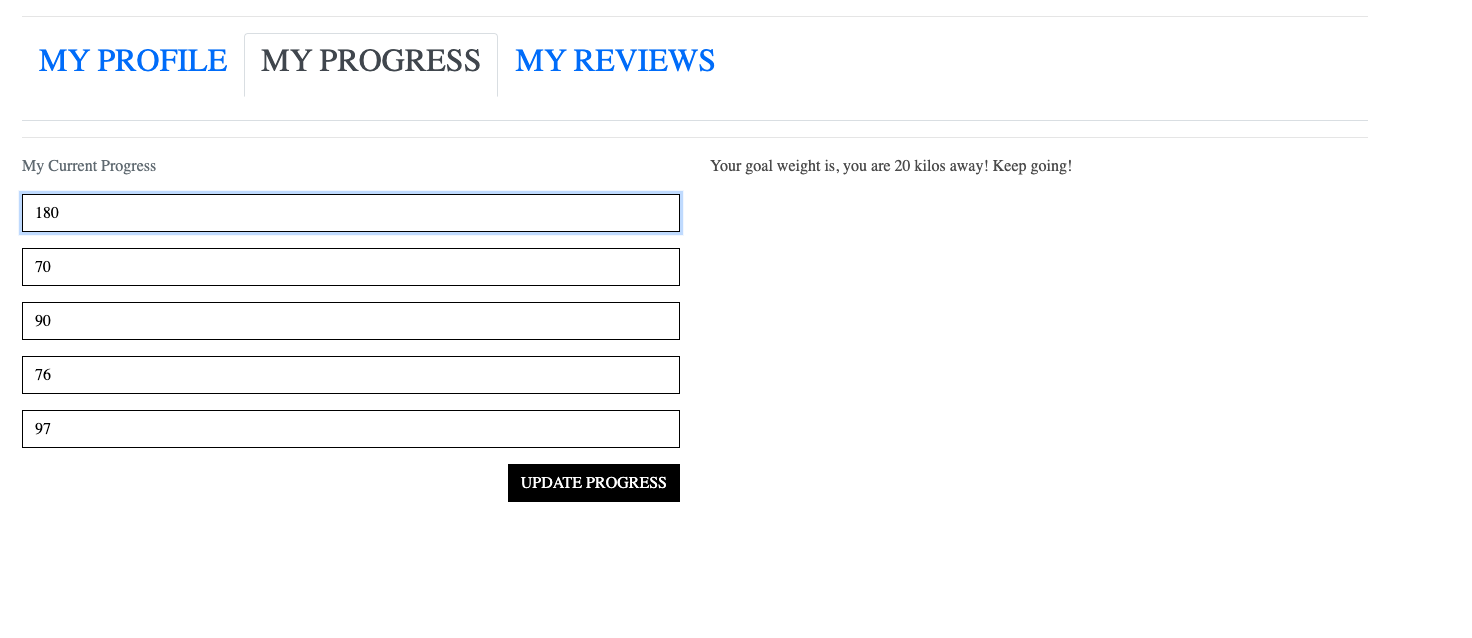 MY PROFILE MY PROGRESS MY REVIEWS
My Current Progress
Your goal weight is, you are 20 kilos away! Keep going!
180
70
90
76
97
UPDATE PROGRESS